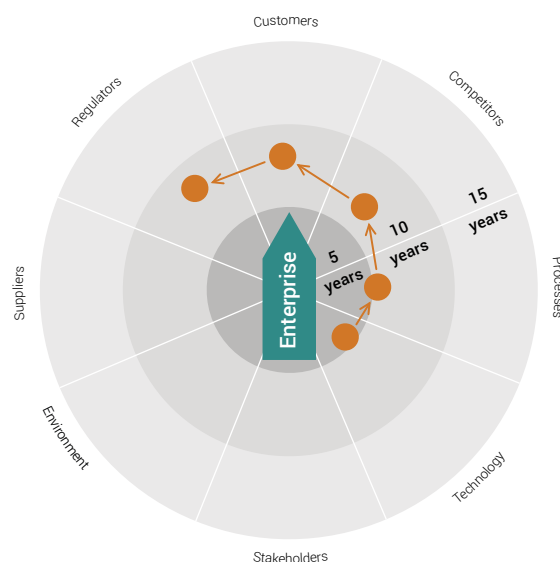 Customers
Regulators
Competitors
15
years
10
years
5
years
Enterprise
Suppliers
Processes
Environment
Technology
Stakeholders